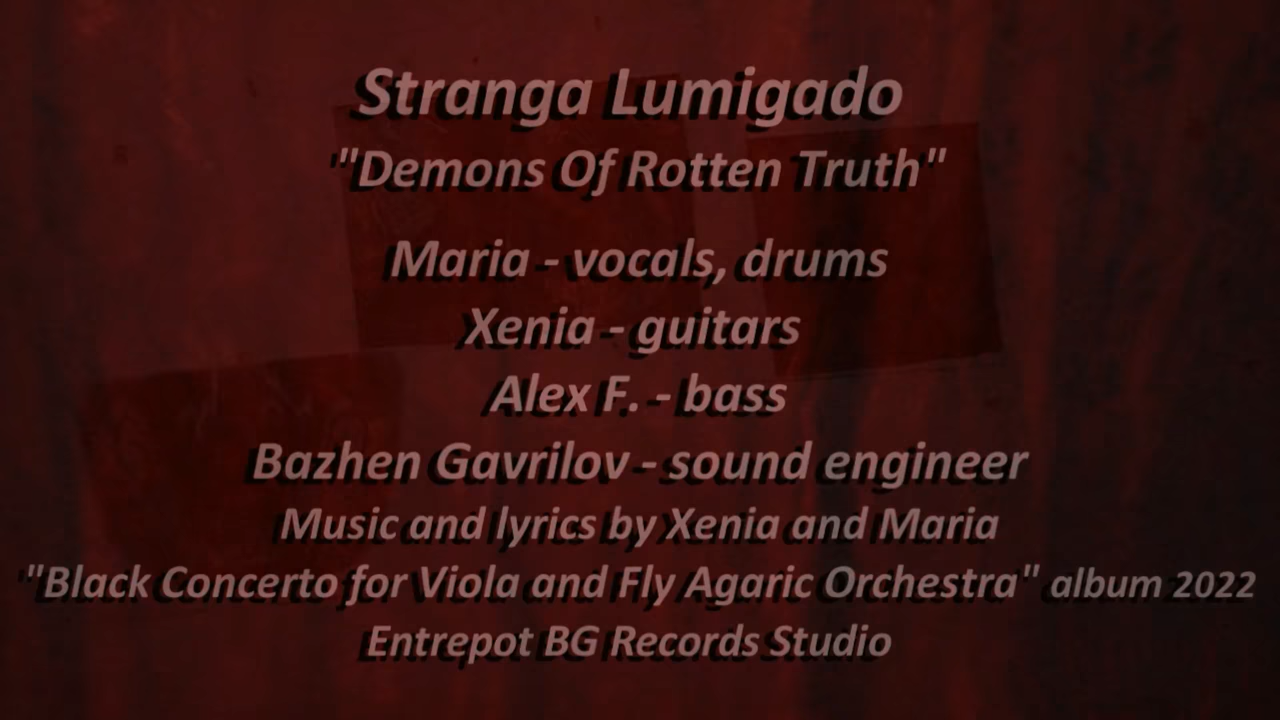 Stranga Lumigado
"Demons Of Rotten Truth"
Maria - vocals, drums
Xenia - guitars
Alex F. - bass
Bazhen Gavrilov - sound engineer
Music and lyrics by Xenia and Maria
"Black Concerto for Viola and Fly Agaric Orchestra" album 2022
Entrepot BG Records Studio